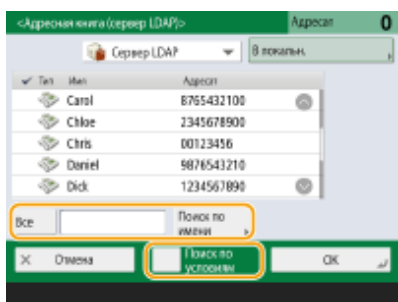 <Адресная книга (сервер LDAP)> Адресат 0
Сервер LDAP В локальн.
Тип Имя Адресат
Carol 8765432100
Chloe 2345678900
Chris 00123456
Daniel 9876543210
Dick 1234567890
Все Поиск по
имени
Отмена Поиск по
условиям OK